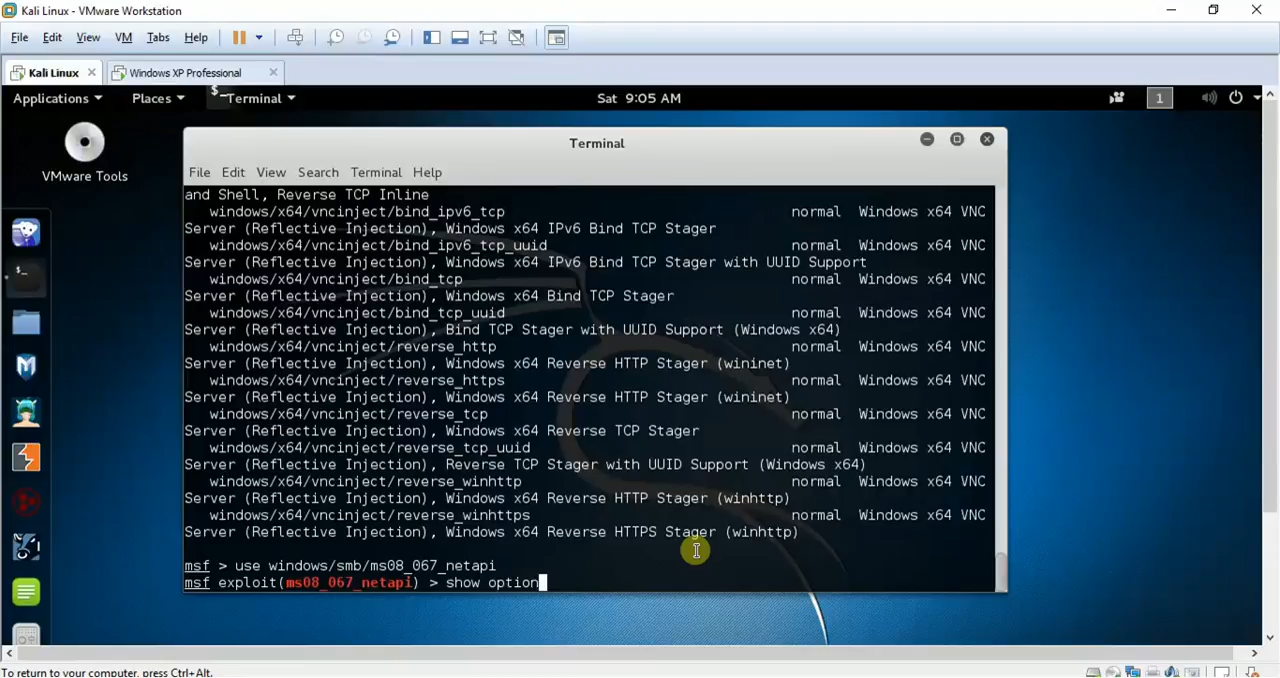 Kali Linux - VMware Workstation
File Edit View VM Tabs Help
Kali Linux Windows XP Professional
Applications Places Terminal Sat 9:05 AM 1
VMware Tools
Terminal
File Edit View Search Terminal Help
and Shell, Reverse TCP Inline
windows/x64/vncinject/bind_ipv6_tcp normal Windows x64 VNC
Server (Reflective Injection), Windows x64 IPv6 Bind TCP Stager
windows/x64/vncinject/bind_ipv6_tcp_uuid normal Windows x64 VNC
Server (Reflective Injection), Windows x64 IPv6 Bind TCP Stager with UUID Support
windows/x64/vncinject/bind_tcp normal Windows x64 VNC
Server (Reflective Injection), Windows x64 Bind TCP Stager
windows/x64/vncinject/bind_tcp_uuid normal Windows x64 VNC
Server (Reflective Injection), Bind TCP Stager with UUID Support (Windows x64)
windows/x64/vncinject/reverse_http normal Windows x64 VNC
Server (Reflective Injection), Windows x64 Reverse HTTP Stager (wininet)
windows/x64/vncinject/reverse_https normal Windows x64 VNC
Server (Reflective Injection), Windows x64 Reverse HTTP Stager (wininet)
windows/x64/vncinject/reverse_tcp normal Windows x64 VNC
Server (Reflective Injection), Windows x64 Reverse TCP Stager
windows/x64/vncinject/reverse_tcp_uuid normal Windows x64 VNC
Server (Reflective Injection), Reverse TCP Stager with UUID Support (Windows x64)
windows/x64/vncinject/reverse_winhttp normal Windows x64 VNC
Server (Reflective Injection), Windows x64 Reverse HTTP Stager (winhttp)
windows/x64/vncinject/reverse_winhttps normal Windows x64 VNC
Server (Reflective Injection), Windows x64 Reverse HTTPS Stager (winhttp)
msf > use windows/smb/ms08_067_netapi
msf exploit(ms08_067_netapi) > show option
To return to your computer, press Ctrl+Alt.